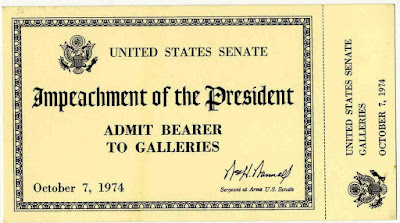 UNITED STATES SENATE
Impeachment of the President
ADMIT BEARER
TO GALLERIES
October 7, 1974
Sergeant at Arms U.S. Senate
UNITED STATES SENATE
GALLERIES
OCTOBER 7, 1974